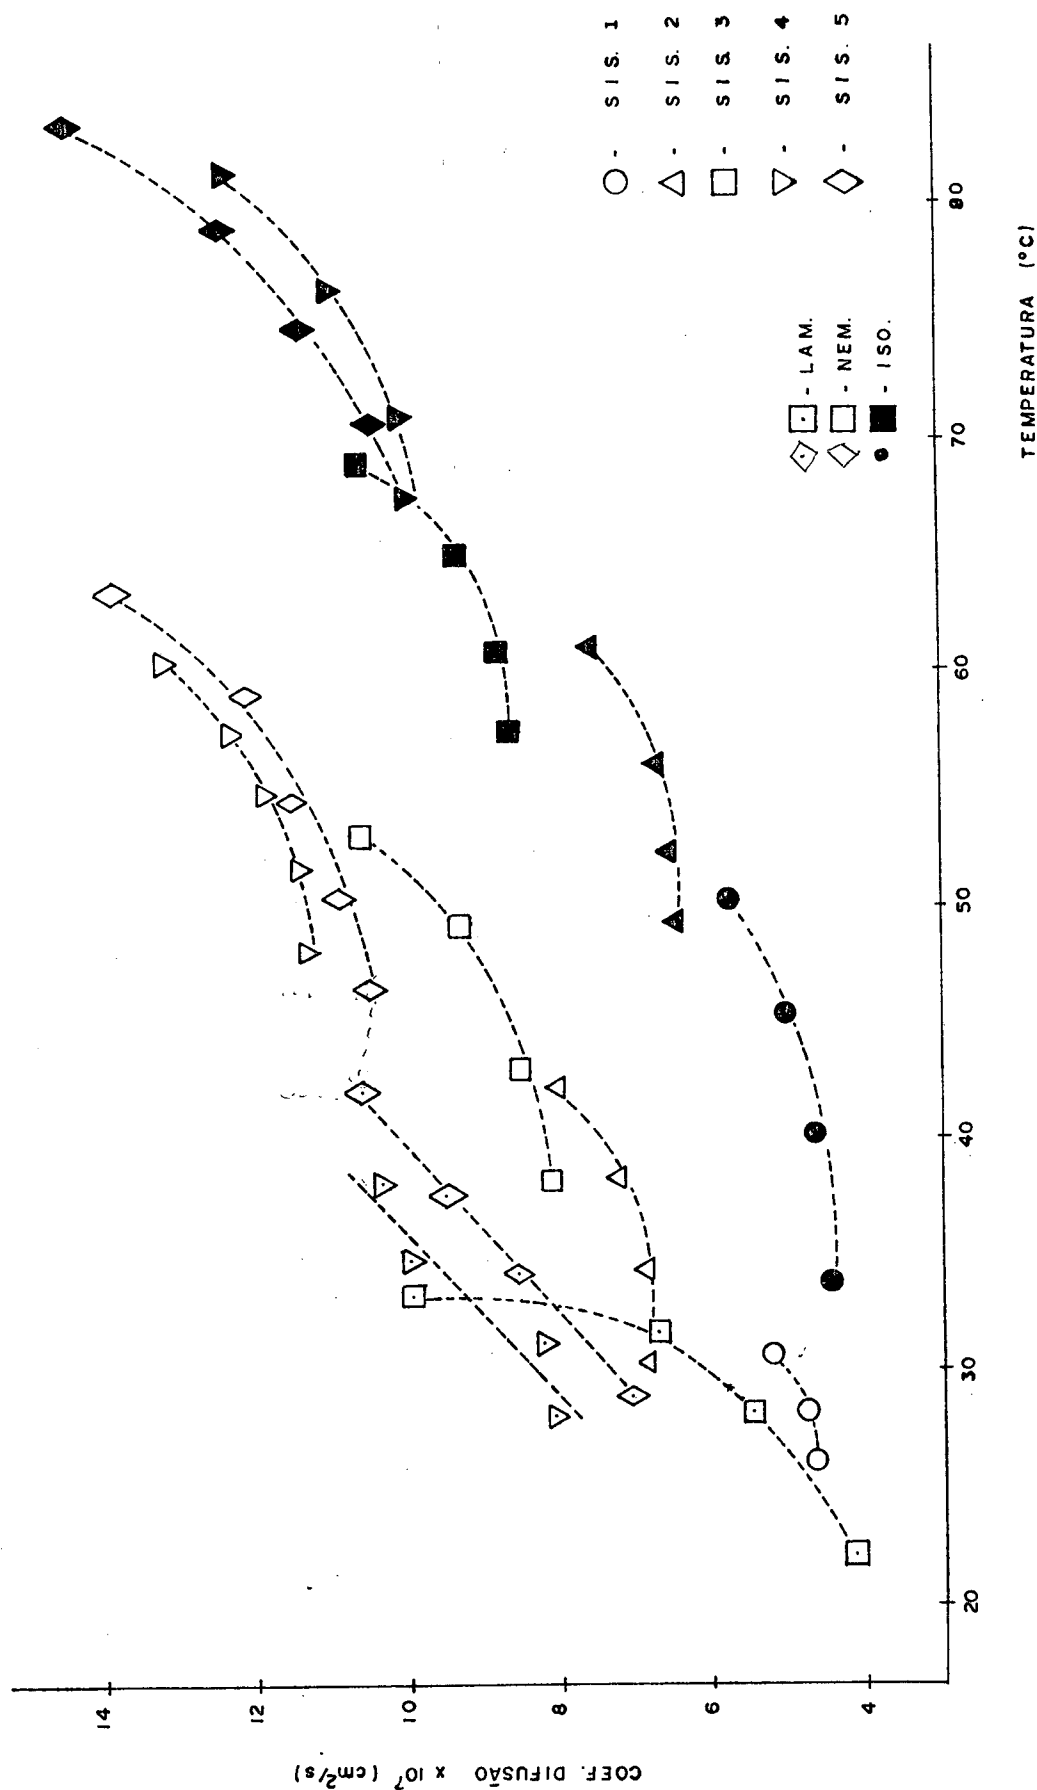 COEF. DIFUSÃO x 10⁷ (cm²/s)
14
12
10
8
6
4
20
30
40
50
60
70
80
TEMPERATURA (°C)
- LAM.
- NEM.
- ISO.
- SIS. 1
- SIS. 2
- SIS. 3
- SIS. 4
- SIS. 5